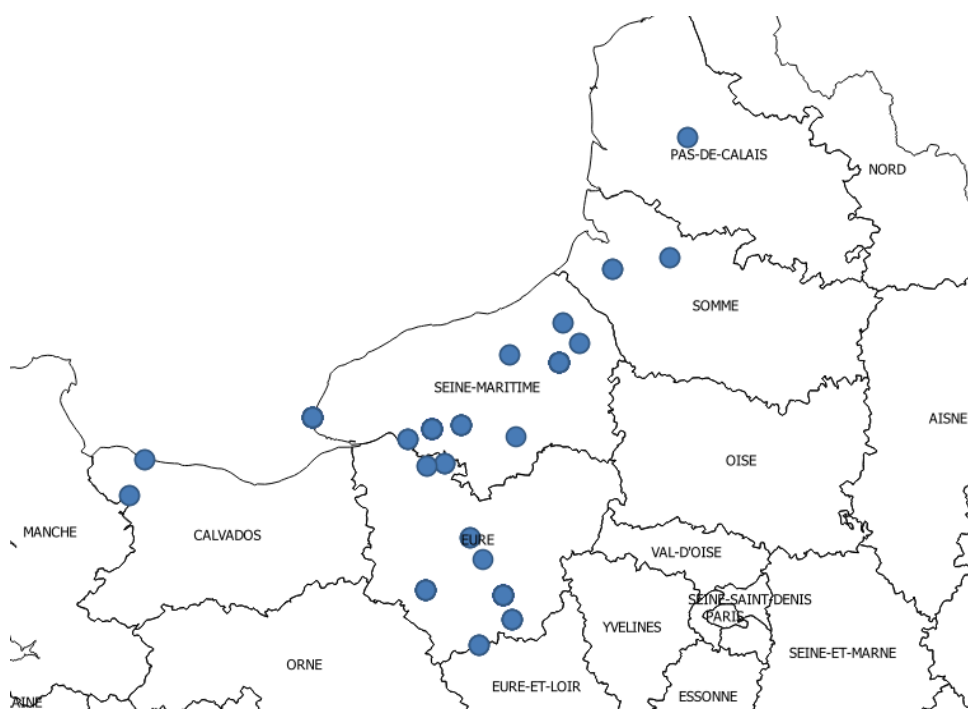 PAS-DE-CALAIS
NORD
SOMME
SEINE-MARITIME
AISNE
OISE
MANCHE
CALVADOS
EURE
VAL-D'OISE
SEINE-SAINT-DENIS
PARIS
YVELINES
SEINE-ET-MARNE
ORNE
EURE-ET-LOIR
ESSONNE
AINE